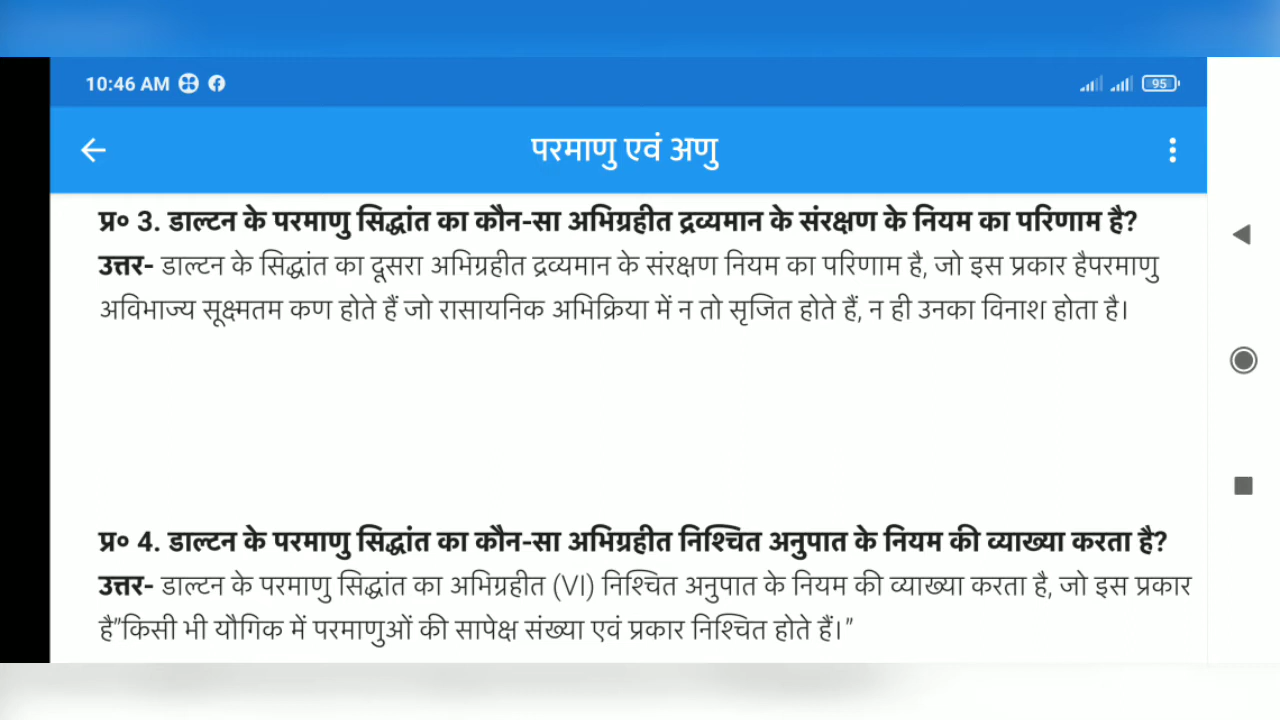 10:46 AM
95
परमाणु एवं अणु
प्र० 3. डाल्टन के परमाणु सिद्धांत का कौन-सा अभिग्रहीत द्रव्यमान के संरक्षण के नियम का परिणाम है?
उत्तर- डाल्टन के सिद्धांत का दूसरा अभिग्रहीत द्रव्यमान के संरक्षण नियम का परिणाम है, जो इस प्रकार हैपरमाणु
अविभाज्य सूक्ष्मतम कण होते हैं जो रासायनिक अभिक्रिया में न तो सृजित होते हैं, न ही उनका विनाश होता है।
प्र० 4. डाल्टन के परमाणु सिद्धांत का कौन-सा अभिग्रहीत निश्चित अनुपात के नियम की व्याख्या करता है?
उत्तर- डाल्टन के परमाणु सिद्धांत का अभिग्रहीत (VI) निश्चित अनुपात के नियम की व्याख्या करता है, जो इस प्रकार
है”किसी भी यौगिक में परमाणुओं की सापेक्ष संख्या एवं प्रकार निश्चित होते हैं।”